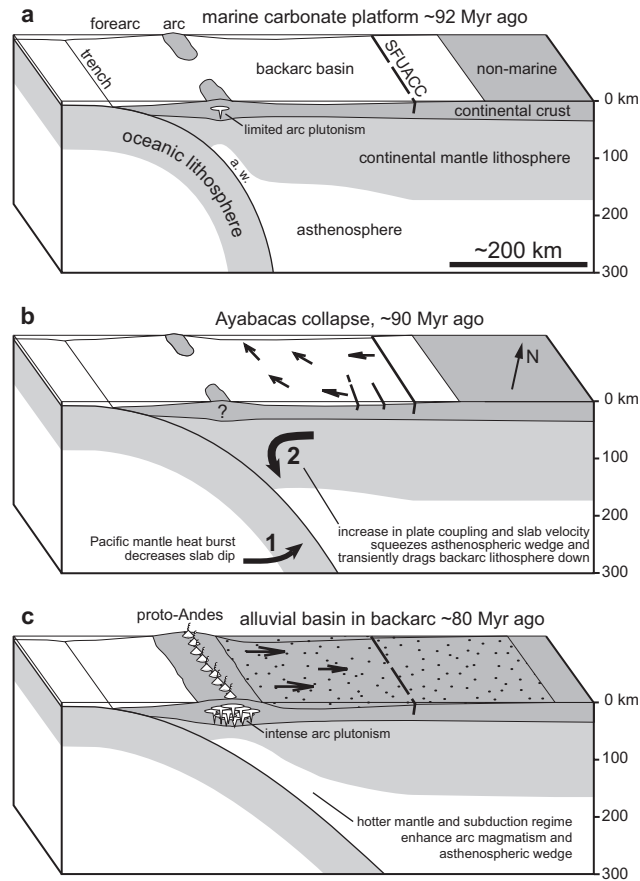 a
marine carbonate platform ~92 Myr ago
forearc
arc
trench
backarc basin
SFUACC
non-marine
0 km
continental crust
limited arc plutonism
oceanic lithosphere
a. w.
continental mantle lithosphere
100
asthenosphere
200
~200 km
300
b
Ayabacas collapse, ~90 Myr ago
N
0 km
?
2
100
200
Pacific mantle heat burst
decreases slab dip
1
increase in plate coupling and slab velocity
squeezes asthenospheric wedge and
transiently drags backarc lithosphere down
300
c
proto-Andes
alluvial basin in backarc ~80 Myr ago
0 km
intense arc plutonism
100
hotter mantle and subduction regime
enhance arc magmatism and
asthenospheric wedge
200
300